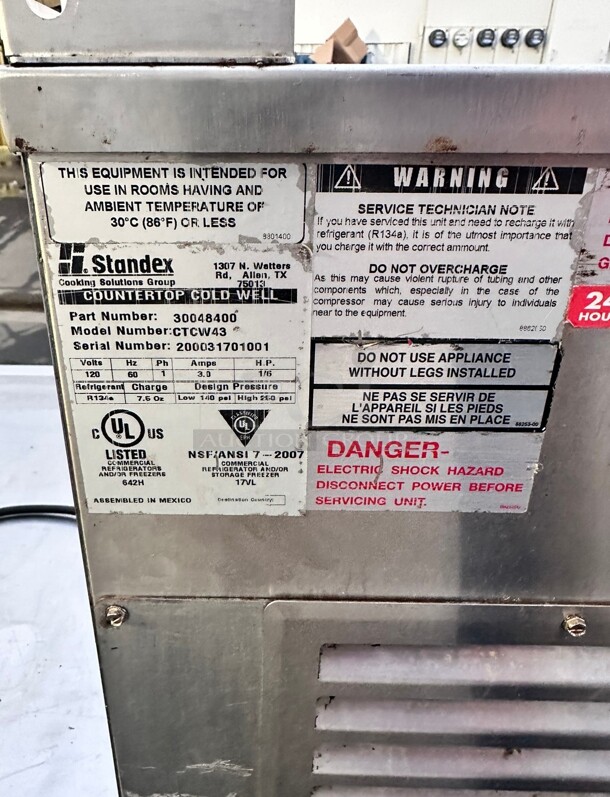 THIS EQUIPMENT IS INTENDED FOR
USE IN ROOMS HAVING AND
AMBIENT TEMPERATURE OF
30°C (86°F) OR LESS
8301400
Standex
Cooking Solutions Group
1307 N. Watters
Rd, Allen, TX
75013
COUNTERTOP COLD WELL
Part Number: 30048400
Model Number:CTCW43
Serial Number: 200031701001
Volts Hz Ph Amps H.P.
120 60 1 3.0 1/6
Refrigerant Charge Design Pressure
R134a 7.5 Oz Low 140 psi High 250 psi
C UL US
LISTED
COMMERCIAL
REFRIGERATORS
AND/OR FREEZERS
642H
NSF/ANSI 7 - 2007
COMMERCIAL
REFRIGERATOR AND/OR
STORAGE FREEZER
17VL
ASSEMBLED IN MEXICO
Destination Country:
WARNING
SERVICE TECHNICIAN NOTE
If you have serviced this unit and need to recharge it with
refrigerant (R134a), it is of the utmost importance that
you charge it with the correct ammount.
DO NOT OVERCHARGE
As this may cause violent rupture of tubing and other
components which, especially in the case of the
compressor may cause serious injury to individuals
near to the equipment.
DO NOT USE APPLIANCE
WITHOUT LEGS INSTALLED
NE PAS SE SERVIR DE
L'APPAREIL SI LES PIEDS
NE SONT PAS MIS EN PLACE
DANGER-
ELECTRIC SHOCK HAZARD
DISCONNECT POWER BEFORE
SERVICING UNIT.
24
HOU
AUCTION